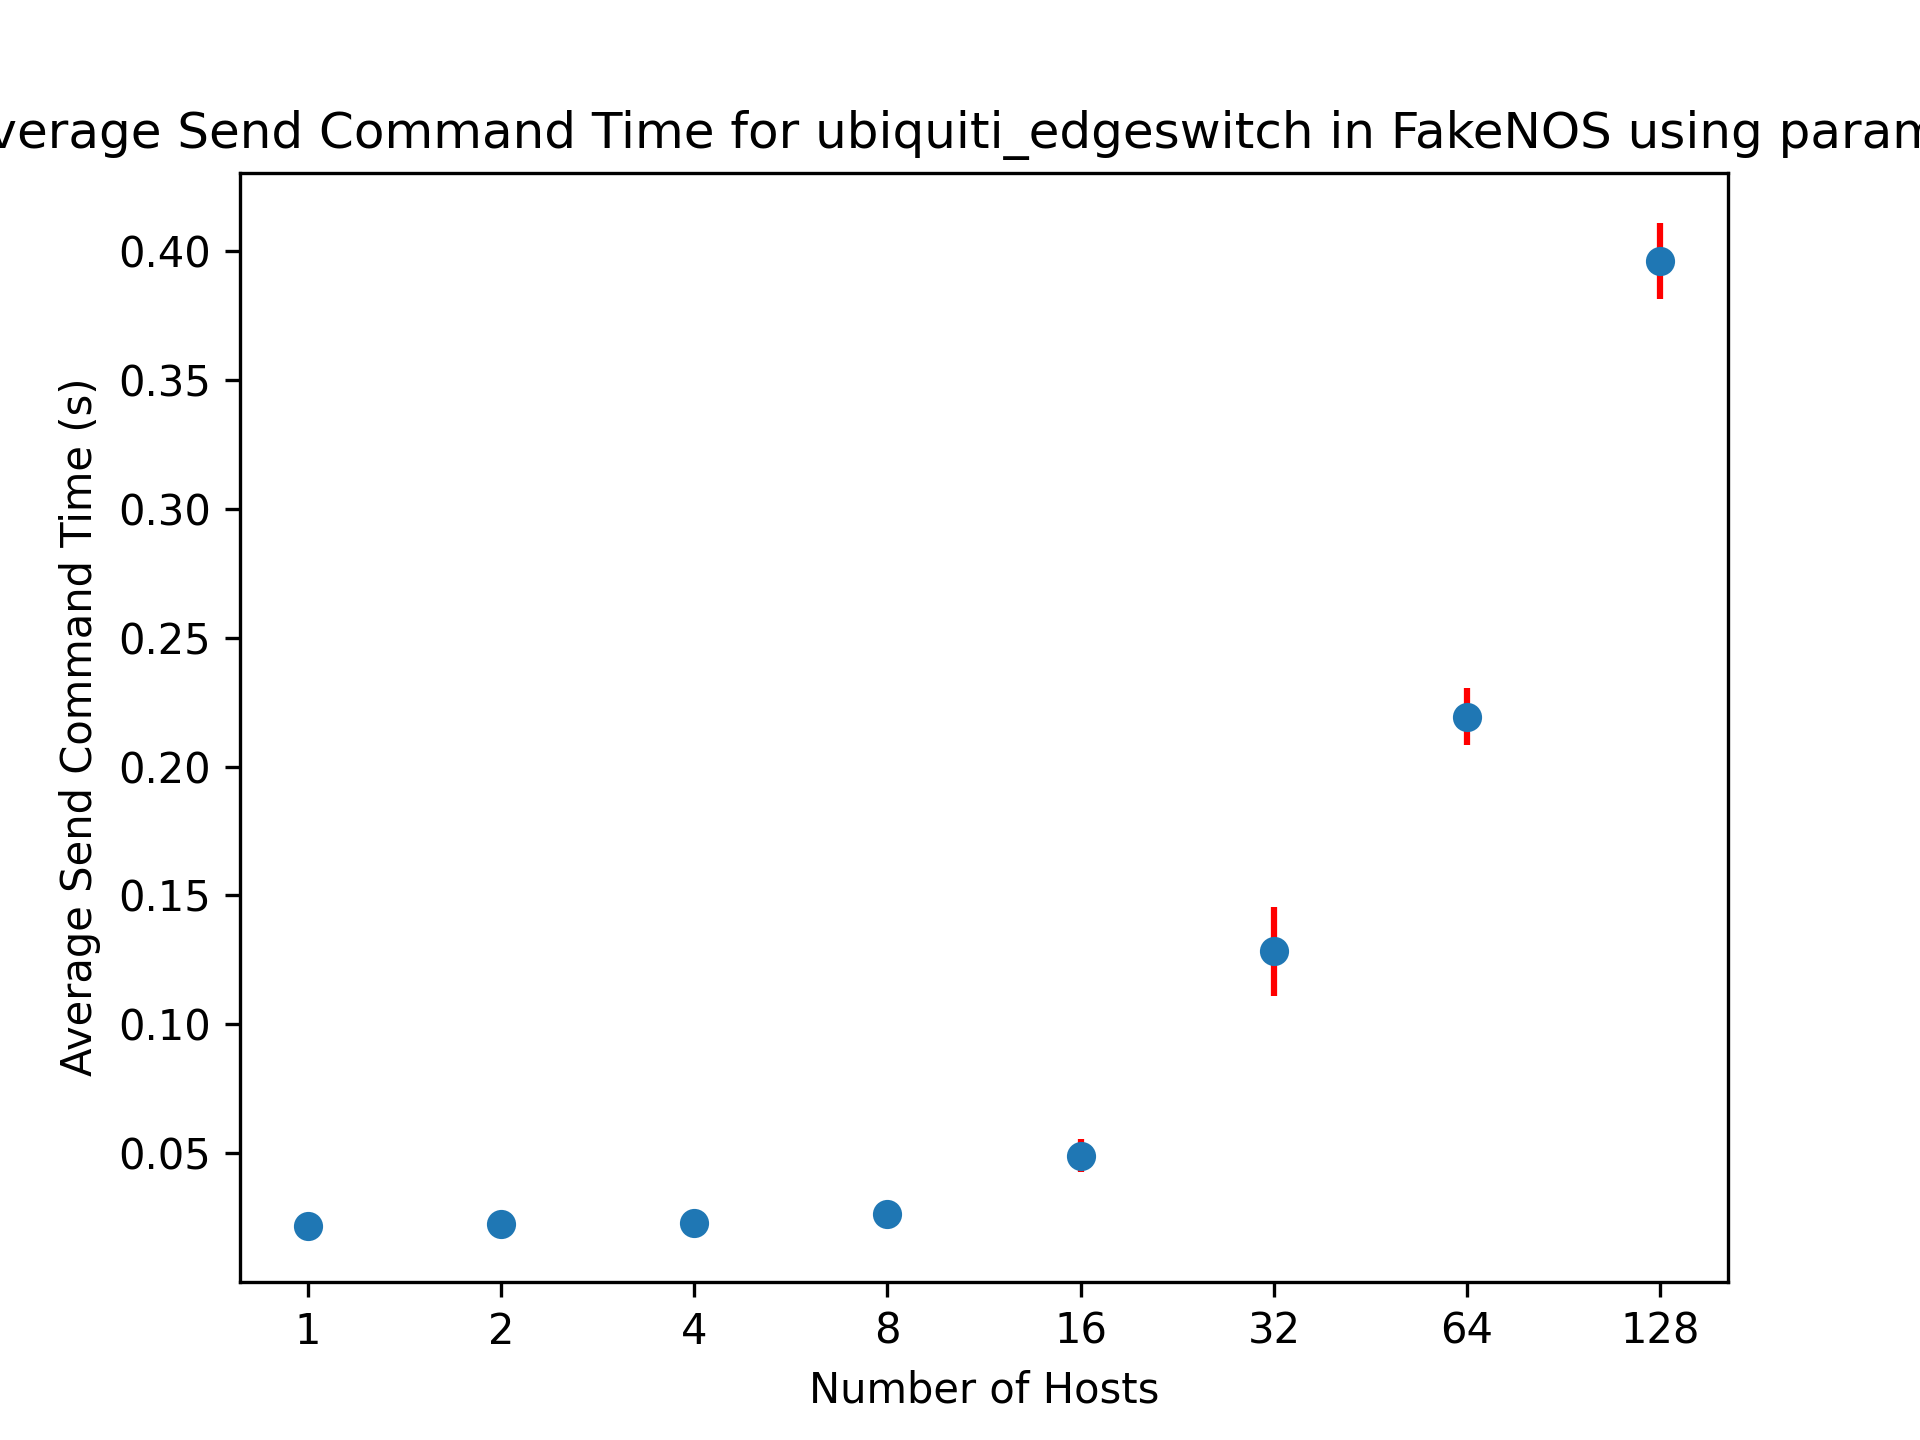 verage Send Command Time for ubiquiti_edgeswitch in FakeNOS using param
Average Send Command Time (s)
0.40
0.35
0.30
0.25
0.20
0.15
0.10
0.05
1 2 4 8 16 32 64 128
Number of Hosts